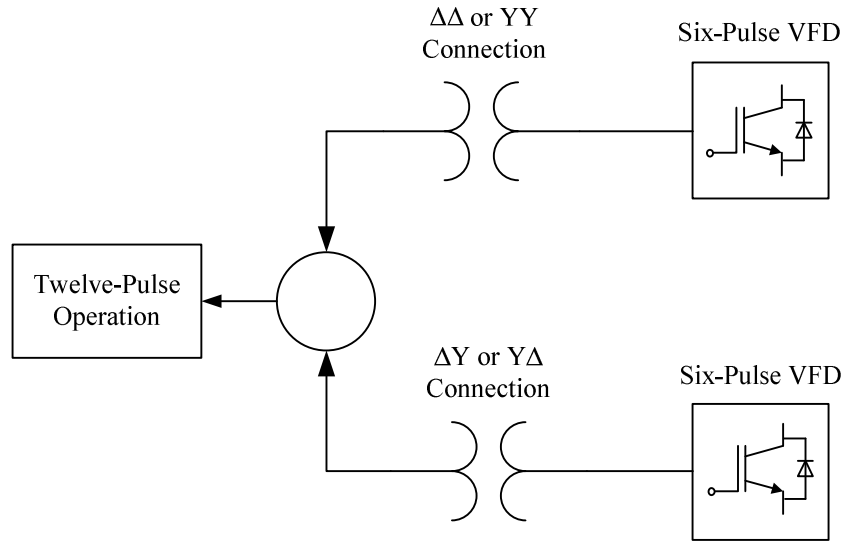 ΔΔ or YY
Connection
Six-Pulse VFD
Twelve-Pulse
Operation
ΔY or YΔ
Connection
Six-Pulse VFD